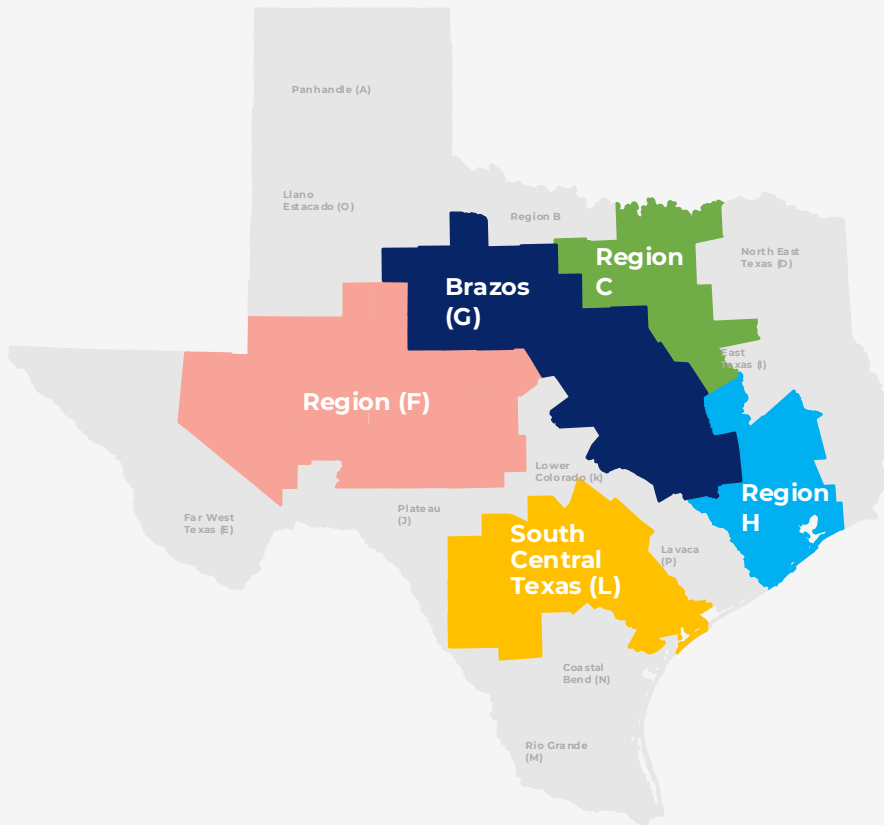 Panhandle (A)
Llano
Estacado (O)
Region B
Region
C
North East
Texas (D)
Brazos
(G)
East
Texas (I)
Region (F)
Lower
Colorado (k)
Region
H
Plateau
(J)
Far West
Texas (E)
South
Central
Texas (L)
Lavaca
(P)
Coastal
Bend (N)
Rio Grande
(M)